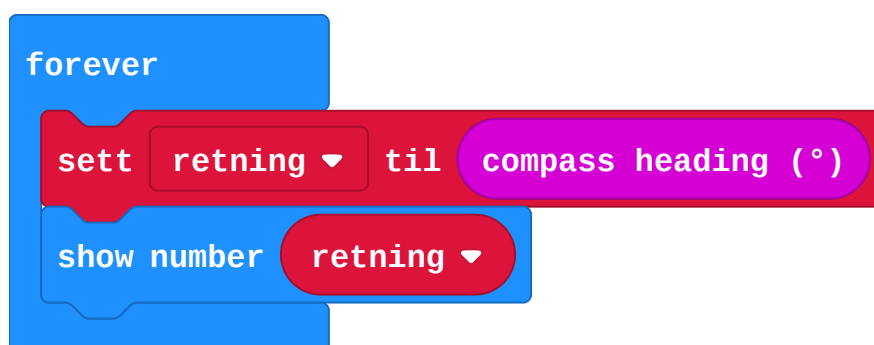 forever
sett retning til compass heading (°)
show number retning